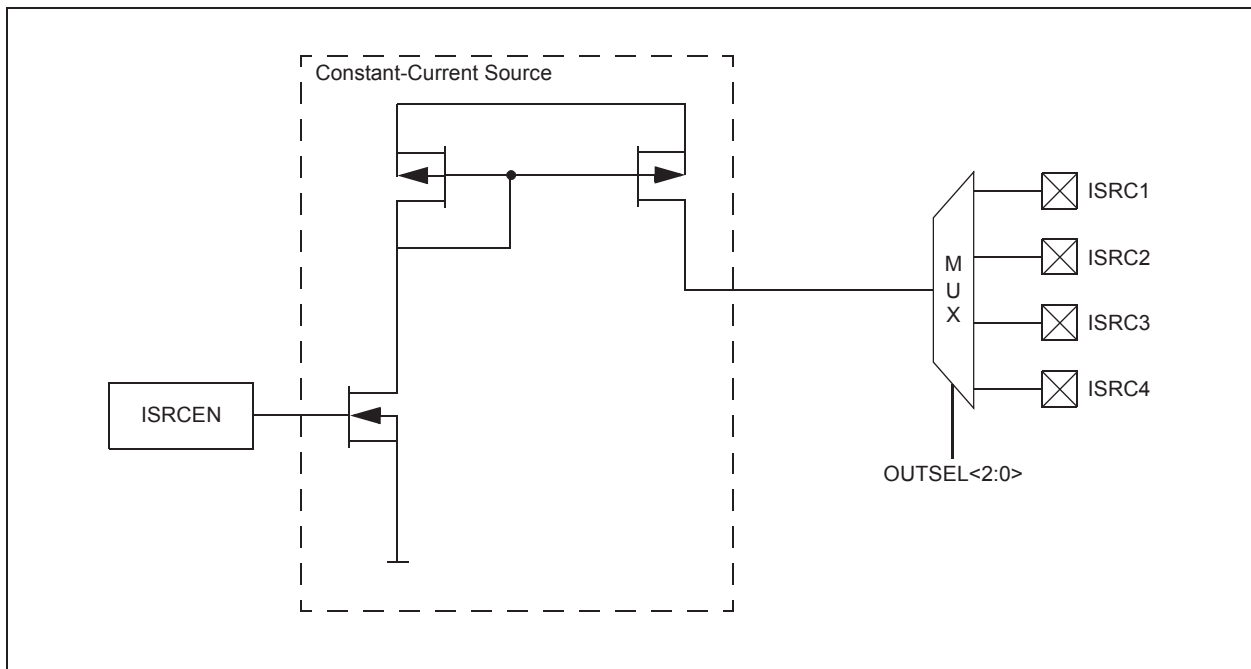 Constant-Current Source
ISRC1
ISRC2
ISRC3
ISRC4
M
U
X
ISRCEN
OUTSEL<2:0>